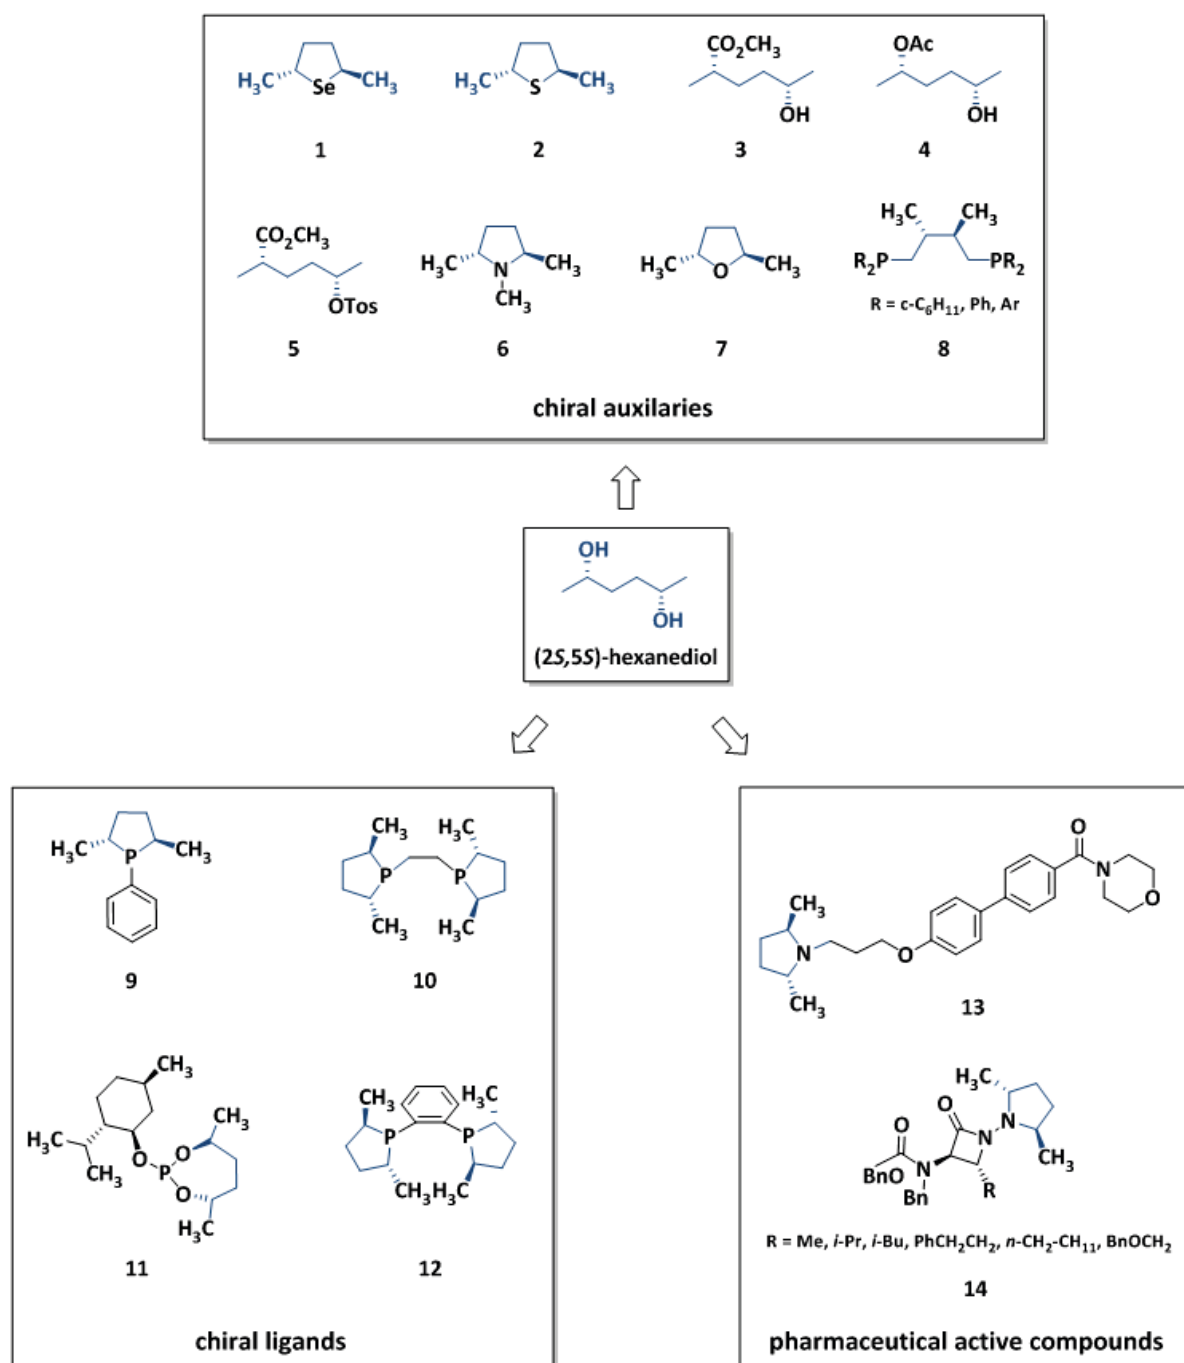 H₃C Se CH₃
1
H₃C S CH₃
2
CO₂CH₃
OH
3
OAc
OH
4
CO₂CH₃
OTos
5
H₃C N CH₃
CH₃
6
H₃C O CH₃
7
H₃C CH₃
R₂P PR₂
R = c-C₆H₁₁, Ph, Ar
8
chiral auxilaries
OH
OH
(2S,5S)-hexanediol
H₃C P CH₃
9
CH₃ H₃C
P P
CH₃ H₃C
10
CH₃
H₃C
CH₃
CH₃
O O
P
O
H₃C
11
CH₃ H₃C
P P
CH₃ H₃C
12
chiral ligands
O
N
O
CH₃
N
O
CH₃
13
H₃C
O
N N
O
CH₃
N
BnO
Bn
R
R = Me, i-Pr, i-Bu, PhCH₂CH₂, n-CH₂-CH₁₁, BnOCH₂
14
pharmaceutical active compounds